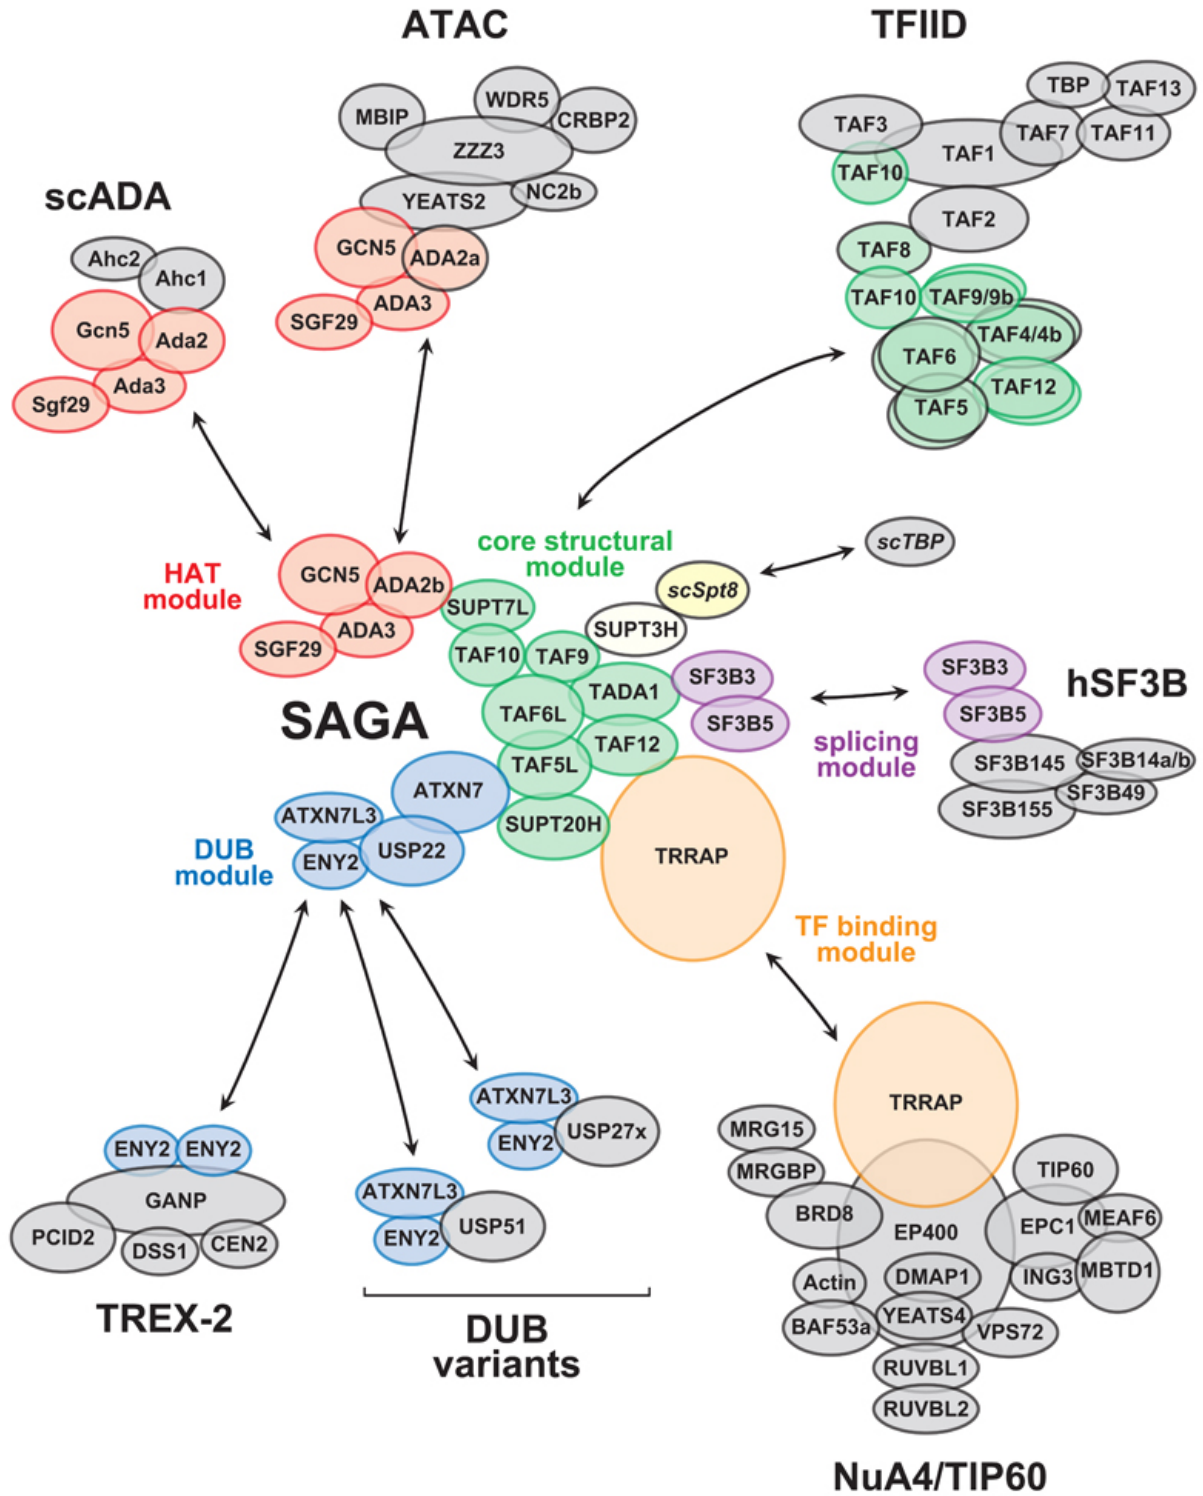 ATAC
MBIP
WDR5
CRBP2
ZZZ3
YEATS2
NC2b
GCN5
ADA2a
ADA3
SGF29
TFIID
TBP
TAF13
TAF3
TAF7
TAF11
TAF1
TAF10
TAF2
TAF8
TAF10
TAF9/9b
TAF4/4b
TAF6
TAF12
TAF5
scADA
Ahc2
Ahc1
Gcn5
Ada2
Ada3
Sgf29
HAT
module
GCN5
ADA2b
ADA3
SGF29
core structural
module
SUPT7L
TAF10
TAF9
TADA1
TAF6L
TAF12
TAF5L
SUPT20H
SUPT3H
scSpt8
scTBP
SF3B3
SF3B5
splicing
module
hSF3B
SF3B3
SF3B5
SF3B145
SF3B14a/b
SF3B49
SF3B155
SAGA
ATXN7
ATXN7L3
USP22
ENY2
DUB
module
TRRAP
TF binding
module
ENY2
ENY2
GANP
PCID2
DSS1
CEN2
TREX-2
ATXN7L3
ENY2
USP27x
ATXN7L3
ENY2
USP51
DUB
variants
TRRAP
MRG15
MRGBP
BRD8
EP400
TIP60
EPC1
MEAF6
ING3
MBTD1
Actin
DMAP1
BAF53a
YEATS4
VPS72
RUVBL1
RUVBL2
NuA4/TIP60